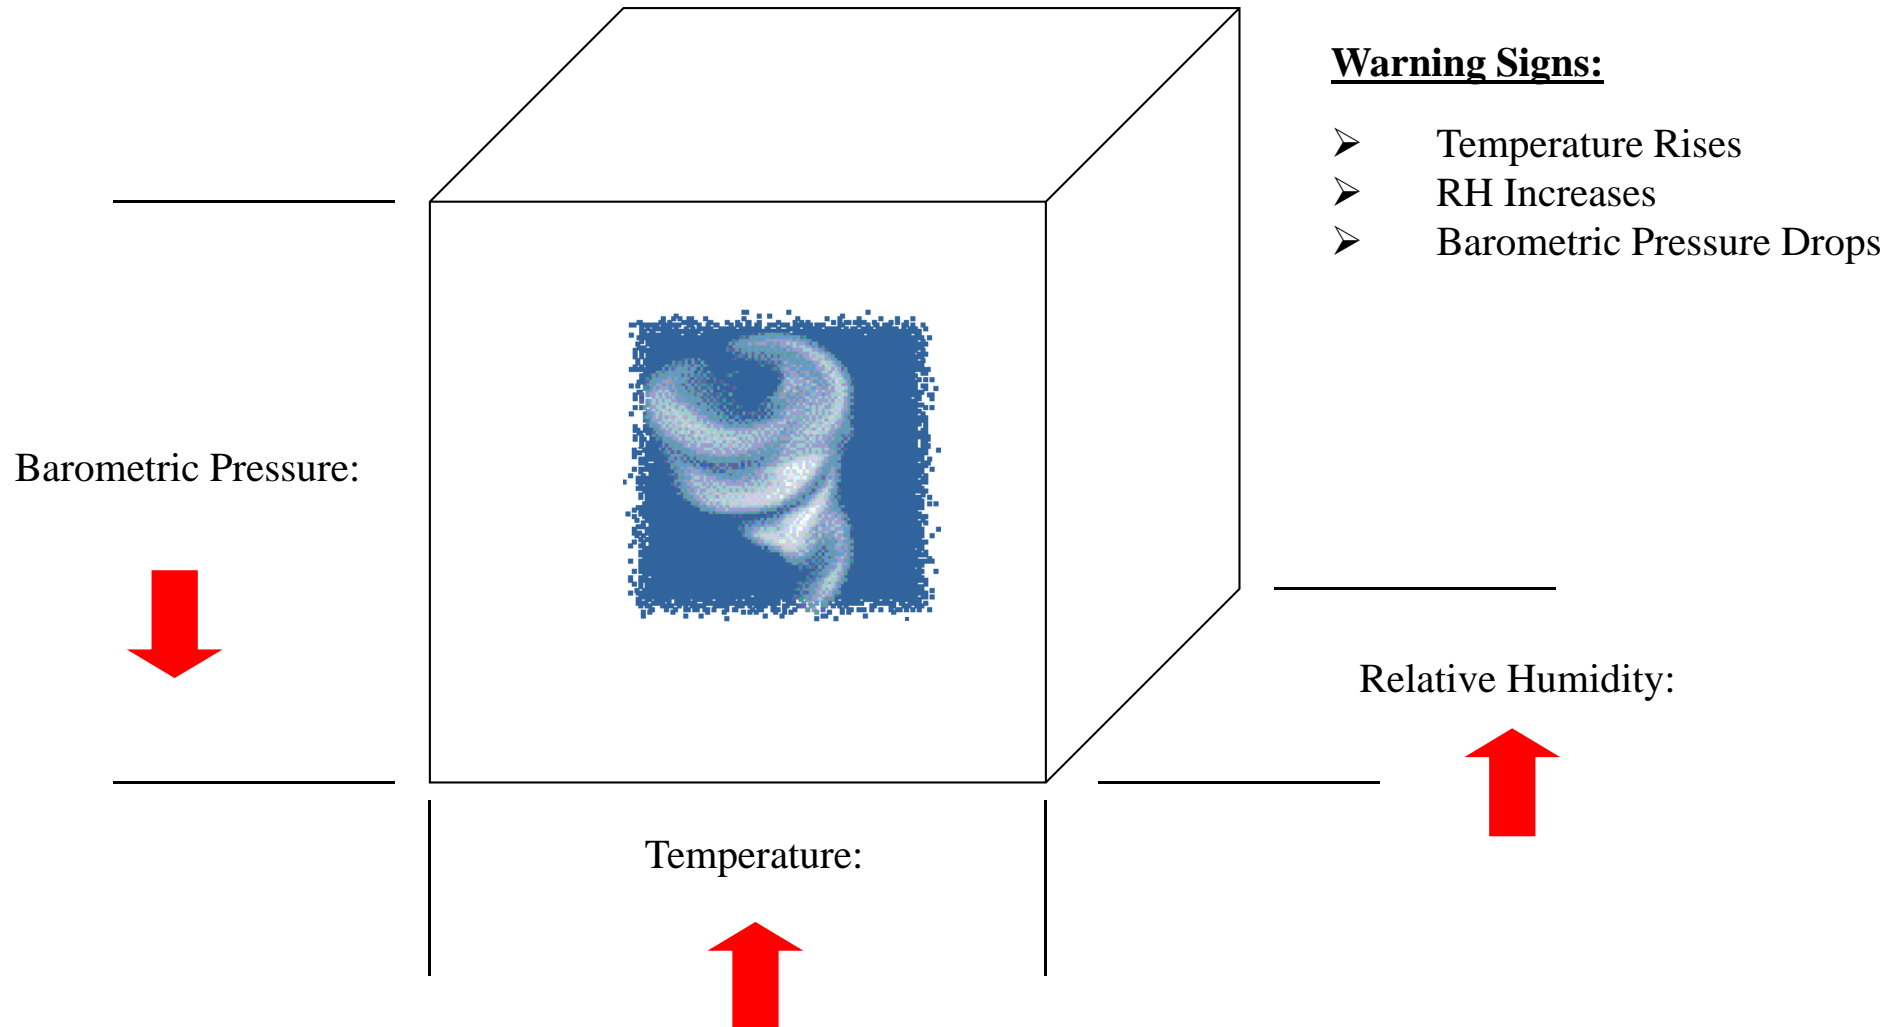 Warning Signs:
➢ Temperature Rises
➢ RH Increases
➢ Barometric Pressure Drops
Barometric Pressure:
Relative Humidity:
Temperature: